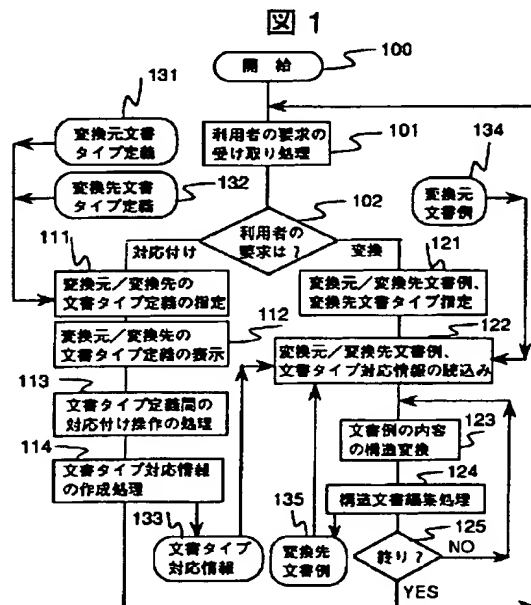 図 1
開 始
100
131
変換元文書
タイプ定義
利用者の要求の
受け取り処理
101
134
変換先文書
タイプ定義
132
変換元
文書例
102
利用者の
要求は？
対応付け
変換
111
121
変換元/変換先の
文書タイプ定義の指定
変換元/変換先文書例、
変換先文書タイプ指定
112
122
変換元/変換先の
文書タイプ定義の表示
変換元/変換先文書例、
文書タイプ対応情報の読込み
113
文書タイプ定義間の
対応付け操作の処理
文書例の内容
の構造変換
123
114
124
文書タイプ対応情報
の作成処理
構造文書編集処理
133
135
125
文書タイプ
対応情報
変換先
文書例
終り？
NO
YES